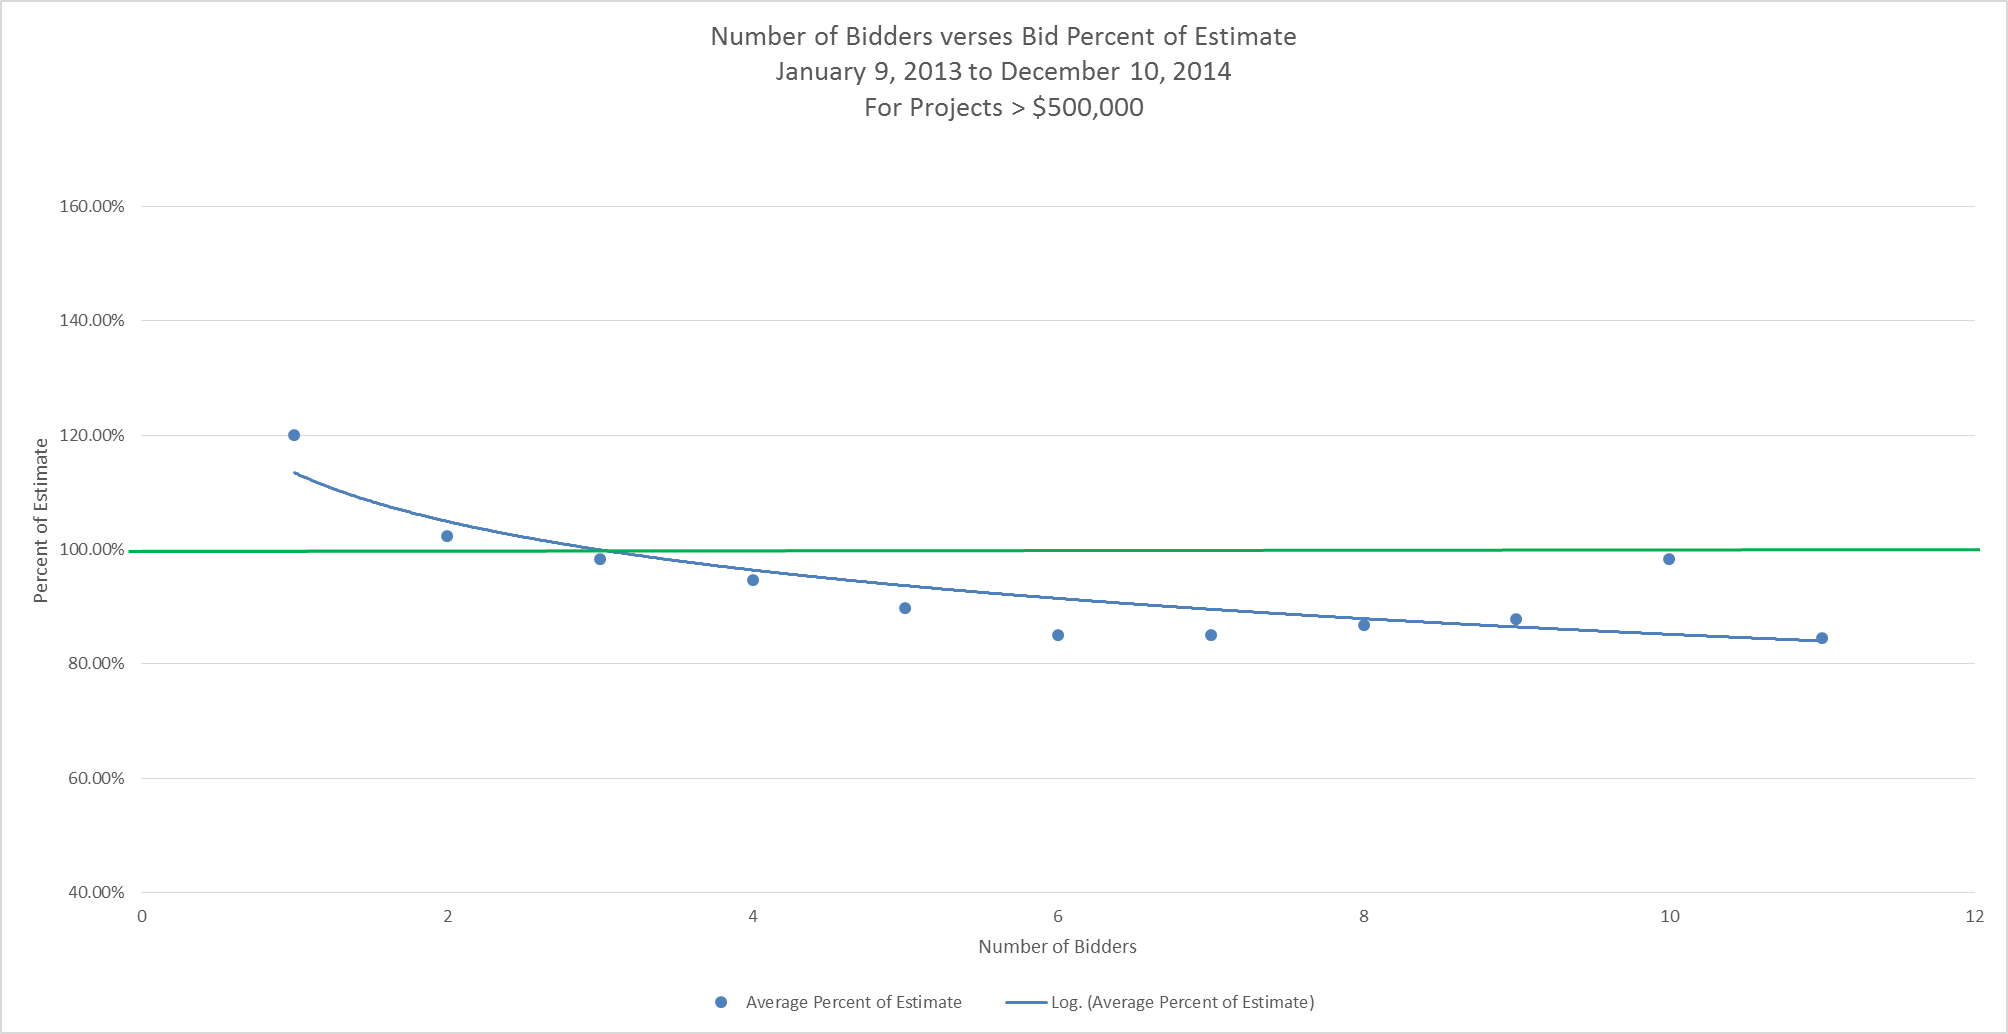 Number of Bidders verses Bid Percent of Estimate
January 9, 2013 to December 10, 2014
For Projects > $500,000
160.00%
140.00%
120.00%
100.00%
80.00%
60.00%
40.00%
Percent of Estimate
0 2 4 6 8 10 12
Number of Bidders
Average Percent of Estimate Log. (Average Percent of Estimate)